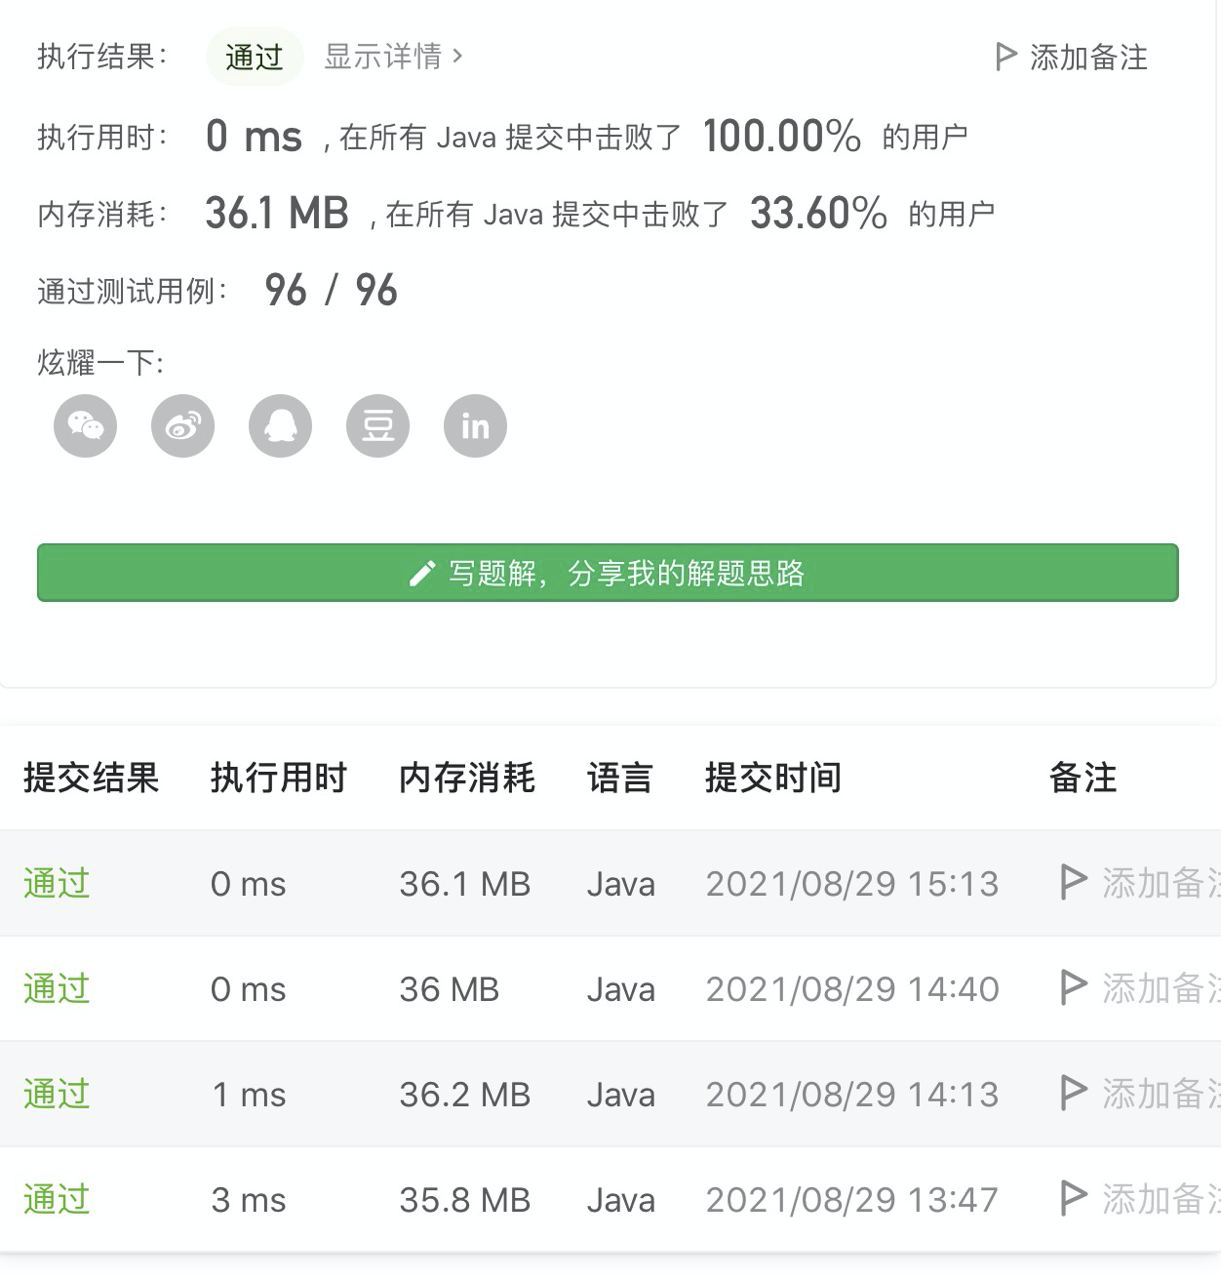 执行结果： 通过 显示详情 › 添加备注
执行用时： 0 ms , 在所有 Java 提交中击败了 100.00% 的用户
内存消耗： 36.1 MB , 在所有 Java 提交中击败了 33.60% 的用户
通过测试用例： 96 / 96
炫耀一下:
豆 in
写题解，分享我的解题思路
提交结果 执行用时 内存消耗 语言 提交时间 备注
通过 0 ms 36.1 MB Java 2021/08/29 15:13 添加备注
通过 0 ms 36 MB Java 2021/08/29 14:40 添加备注
通过 1 ms 36.2 MB Java 2021/08/29 14:13 添加备注
通过 3 ms 35.8 MB Java 2021/08/29 13:47 添加备注